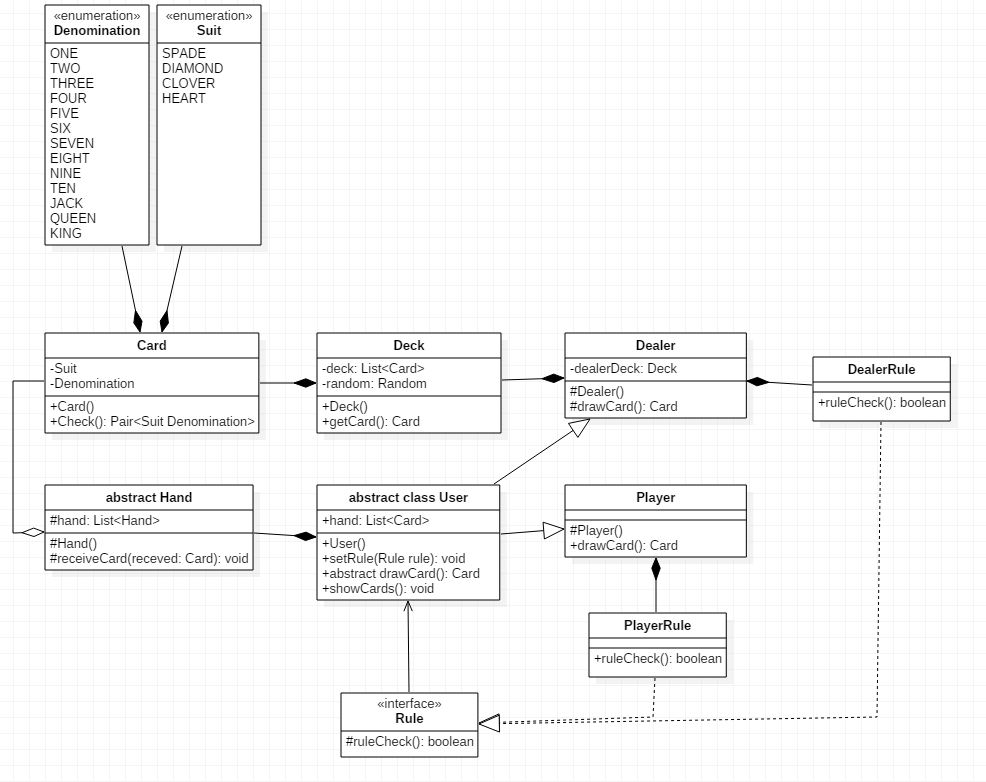 «enumeration»
Denomination
ONE
TWO
THREE
FOUR
FIVE
SIX
SEVEN
EIGHT
NINE
TEN
JACK
QUEEN
KING
«enumeration»
Suit
SPADE
DIAMOND
CLOVER
HEART
Card
-Suit
-Denomination
+Card()
+Check(): Pair<Suit Denomination>
Deck
-deck: List<Card>
-random: Random
+Deck()
+getCard(): Card
Dealer
-dealerDeck: Deck
#Dealer()
#drawCard(): Card
DealerRule
+ruleCheck(): boolean
abstract Hand
#hand: List<Hand>
#Hand()
#receiveCard(receved: Card): void
abstract class User
+hand: List<Card>
+User()
+setRule(Rule rule): void
+abstract drawCard(): Card
+showCards(): void
Player
#Player()
+drawCard(): Card
PlayerRule
+ruleCheck(): boolean
«interface»
Rule
#ruleCheck(): boolean